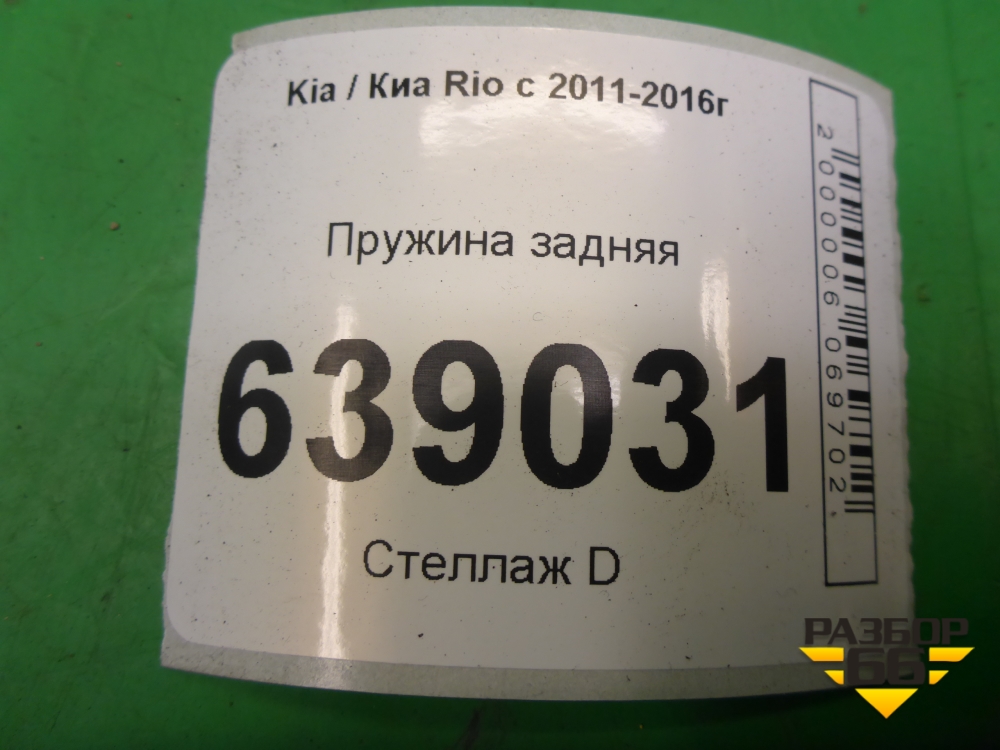 Kia / Киа Rio с 2011-2016г
Пружина задняя
639031
Стеллаж D
2000006069702
РАЗБОР
66